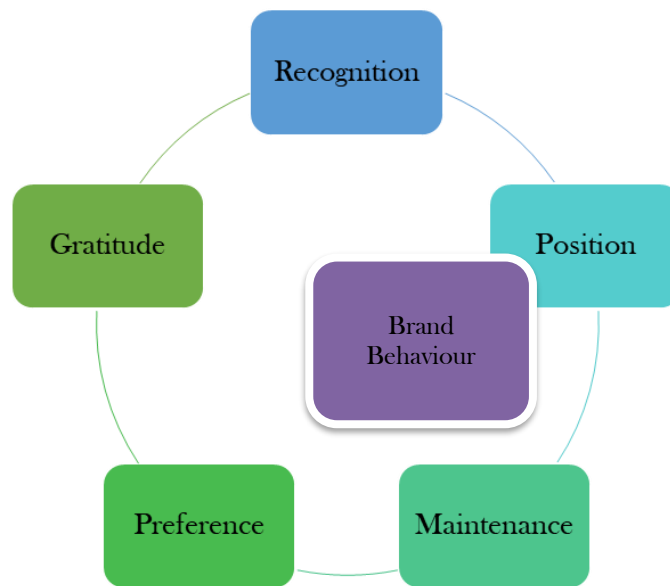 Recognition
Gratitude
Position
Brand
Behaviour
Preference
Maintenance